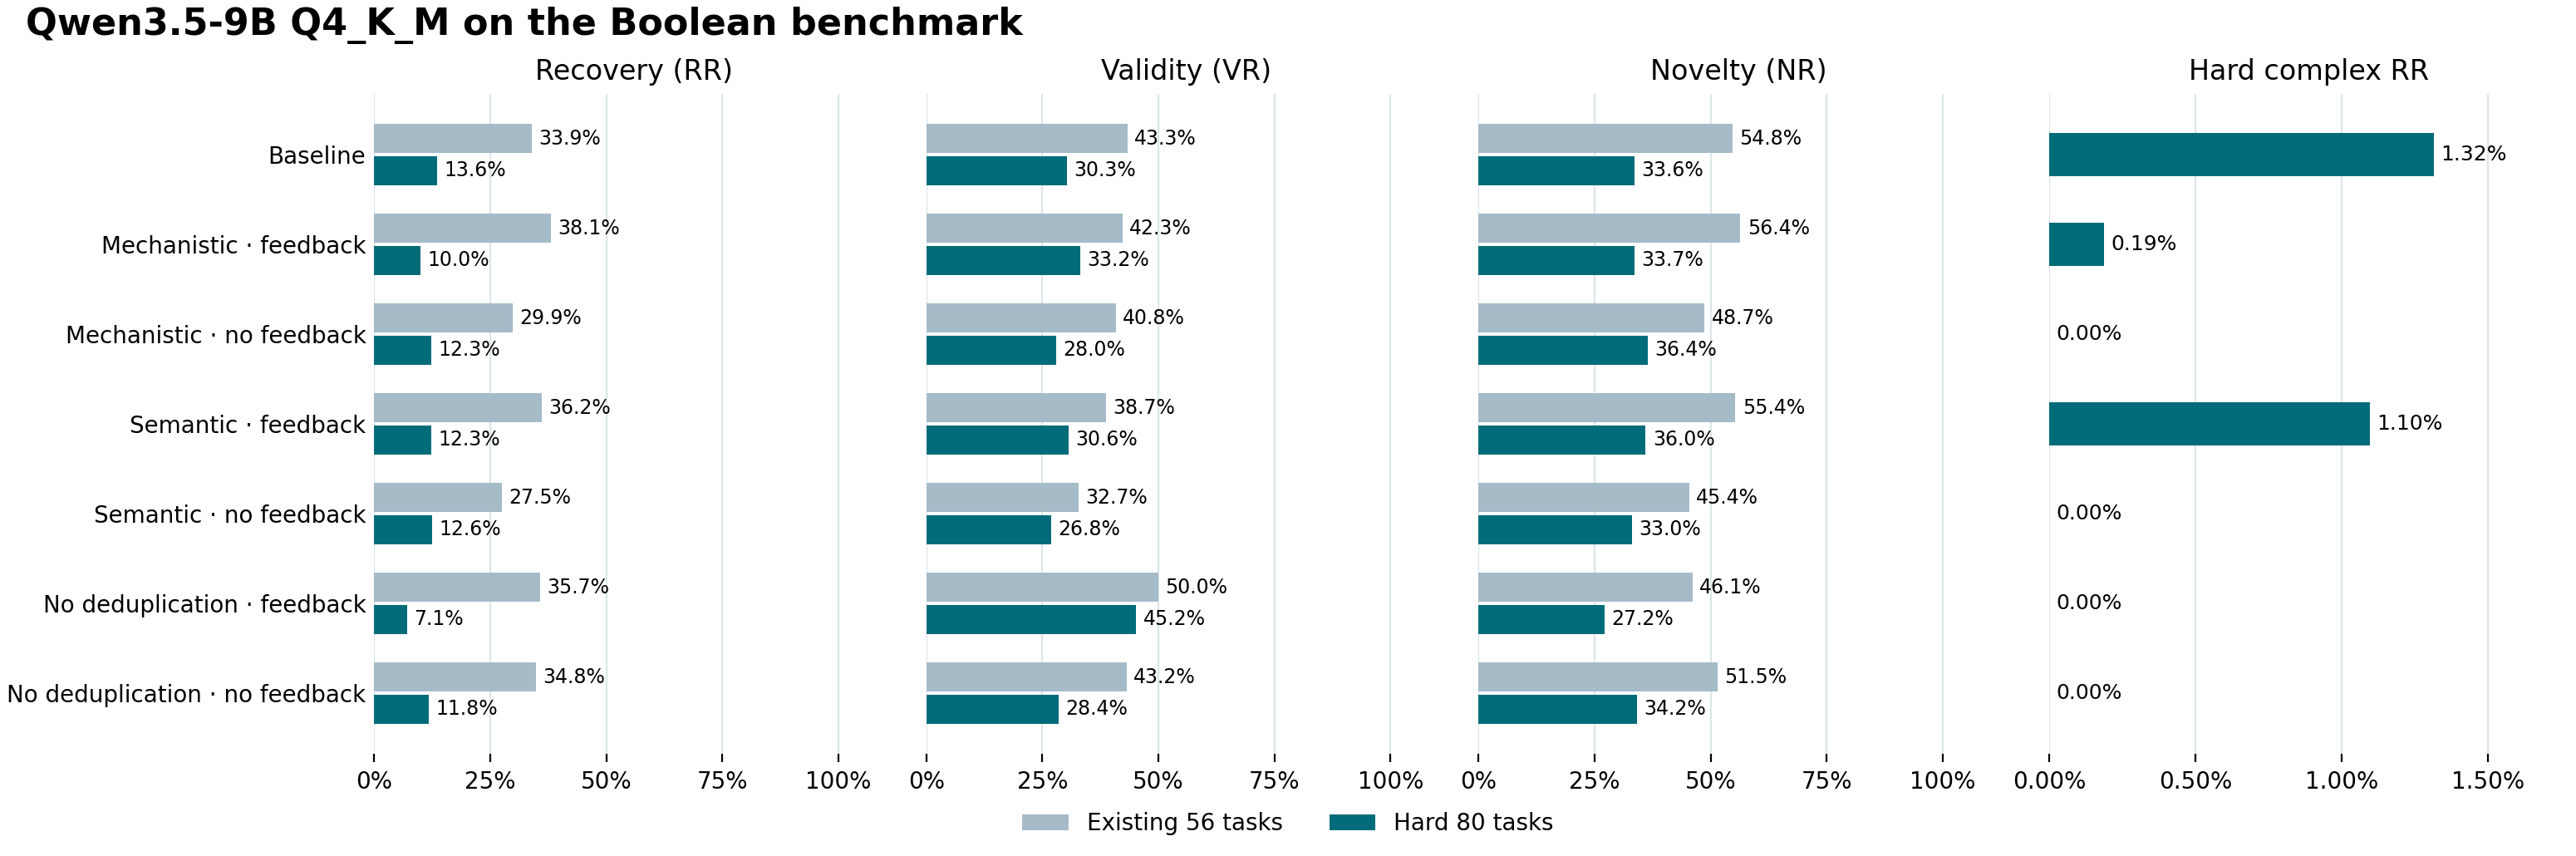 Qwen3.5-9B Q4_K_M on the Boolean benchmark
Recovery (RR)
Validity (VR)
Novelty (NR)
Hard complex RR
Baseline
33.9%
13.6%
43.3%
30.3%
54.8%
33.6%
1.32%
Mechanistic · feedback
38.1%
10.0%
42.3%
33.2%
56.4%
33.7%
0.19%
Mechanistic · no feedback
29.9%
12.3%
40.8%
28.0%
48.7%
36.4%
0.00%
Semantic · feedback
36.2%
12.3%
38.7%
30.6%
55.4%
36.0%
1.10%
Semantic · no feedback
27.5%
12.6%
32.7%
26.8%
45.4%
33.0%
0.00%
No deduplication · feedback
35.7%
7.1%
50.0%
45.2%
46.1%
27.2%
0.00%
No deduplication · no feedback
34.8%
11.8%
43.2%
28.4%
51.5%
34.2%
0.00%
0% 25% 50% 75% 100%
0% 25% 50% 75% 100%
0% 25% 50% 75% 100%
0.00% 0.50% 1.00% 1.50%
Existing 56 tasks
Hard 80 tasks